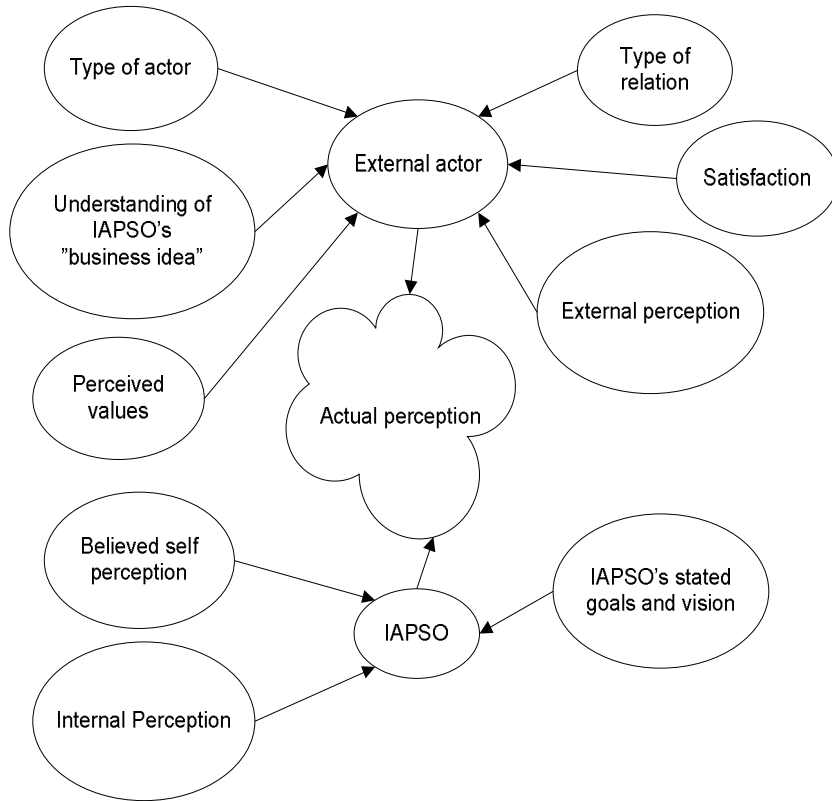 Type of actor
Type of
relation
External actor
Satisfaction
Understanding of
IAPSO's
”business idea”
External perception
Perceived
values
Actual perception
Believed self
perception
IAPSO's stated
goals and vision
IAPSO
Internal Perception